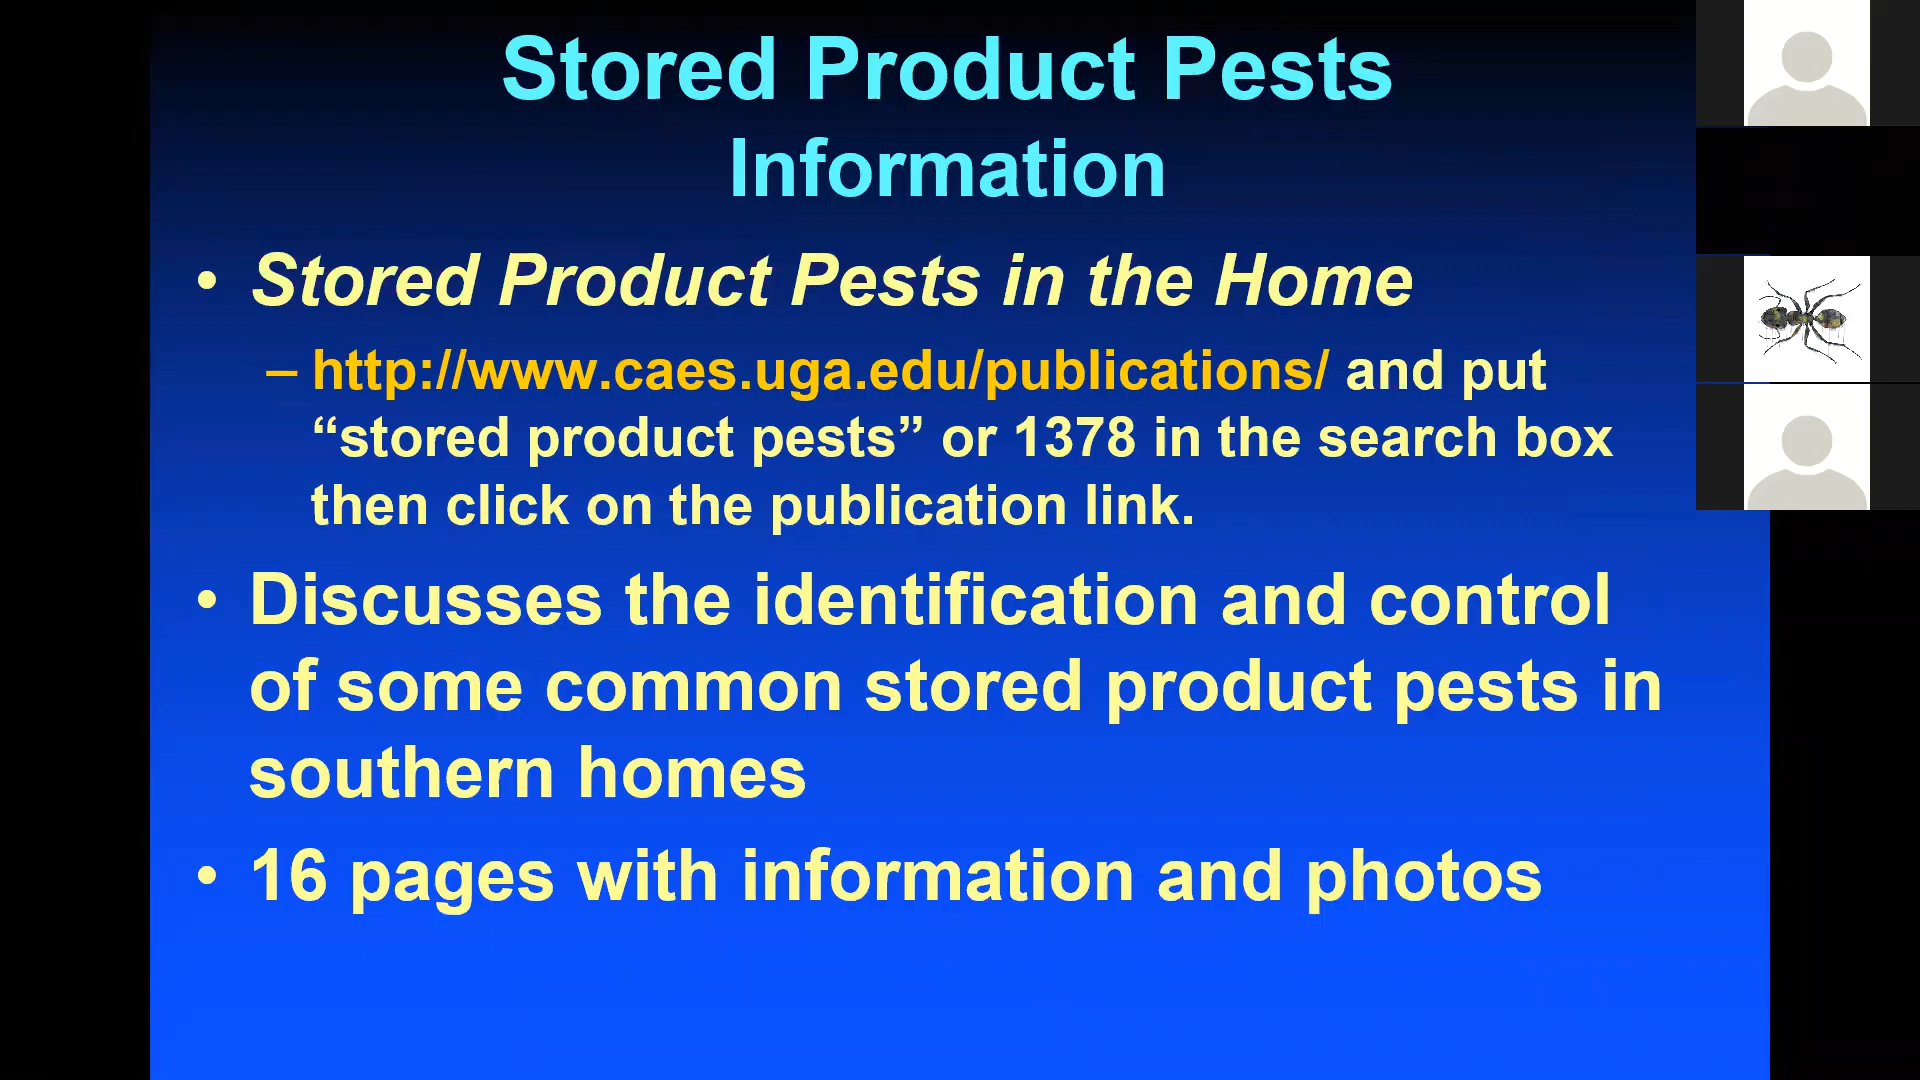 Stored Product Pests
Information
• Stored Product Pests in the Home
– http://www.caes.uga.edu/publications/ and put
“stored product pests” or 1378 in the search box
then click on the publication link.
• Discusses the identification and control
of some common stored product pests in
southern homes
• 16 pages with information and photos